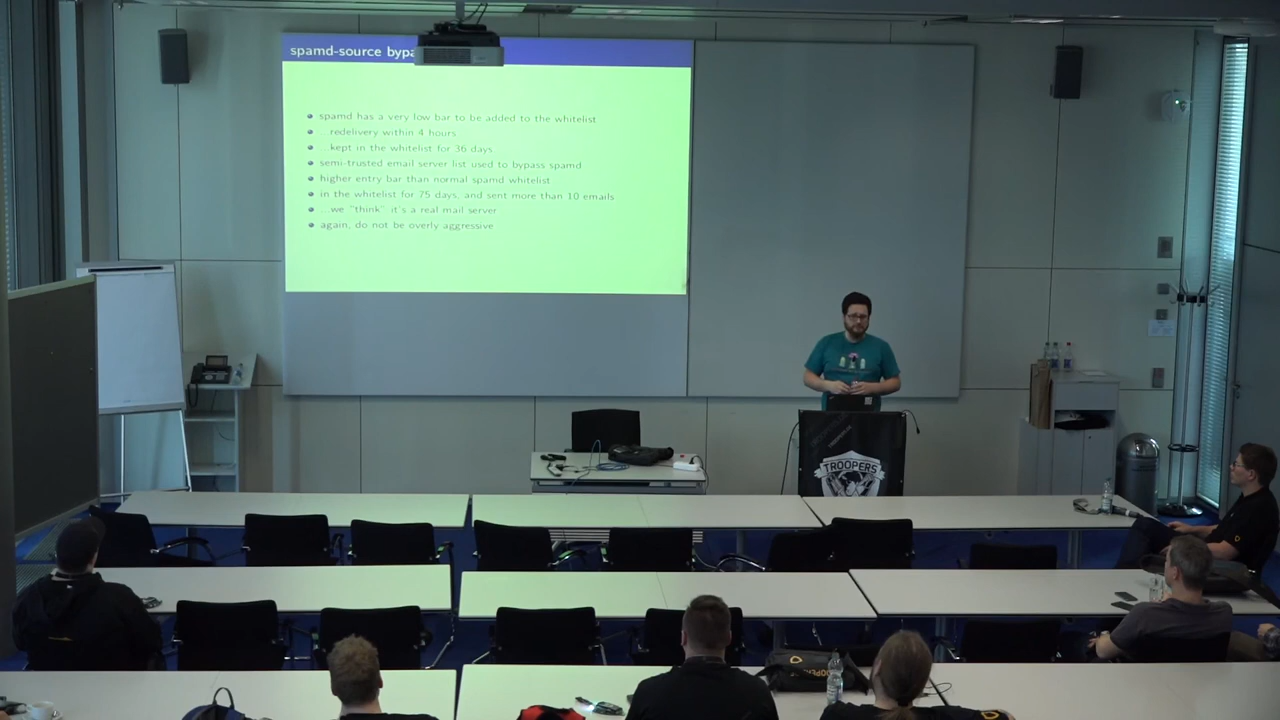 spamd-source
spamd has a very low bar to be added to the whitelist
...redelivery within 4 hours
...kept in the whitelist for 36 days
semi-trusted email server list used to bypass spamd
higher entry bar than normal spamd whitelist
in the whitelist for 75 days, and sent more than 10 emails
...we "think" it's a real mail server
again, do not be overly aggressive
TROOPERS